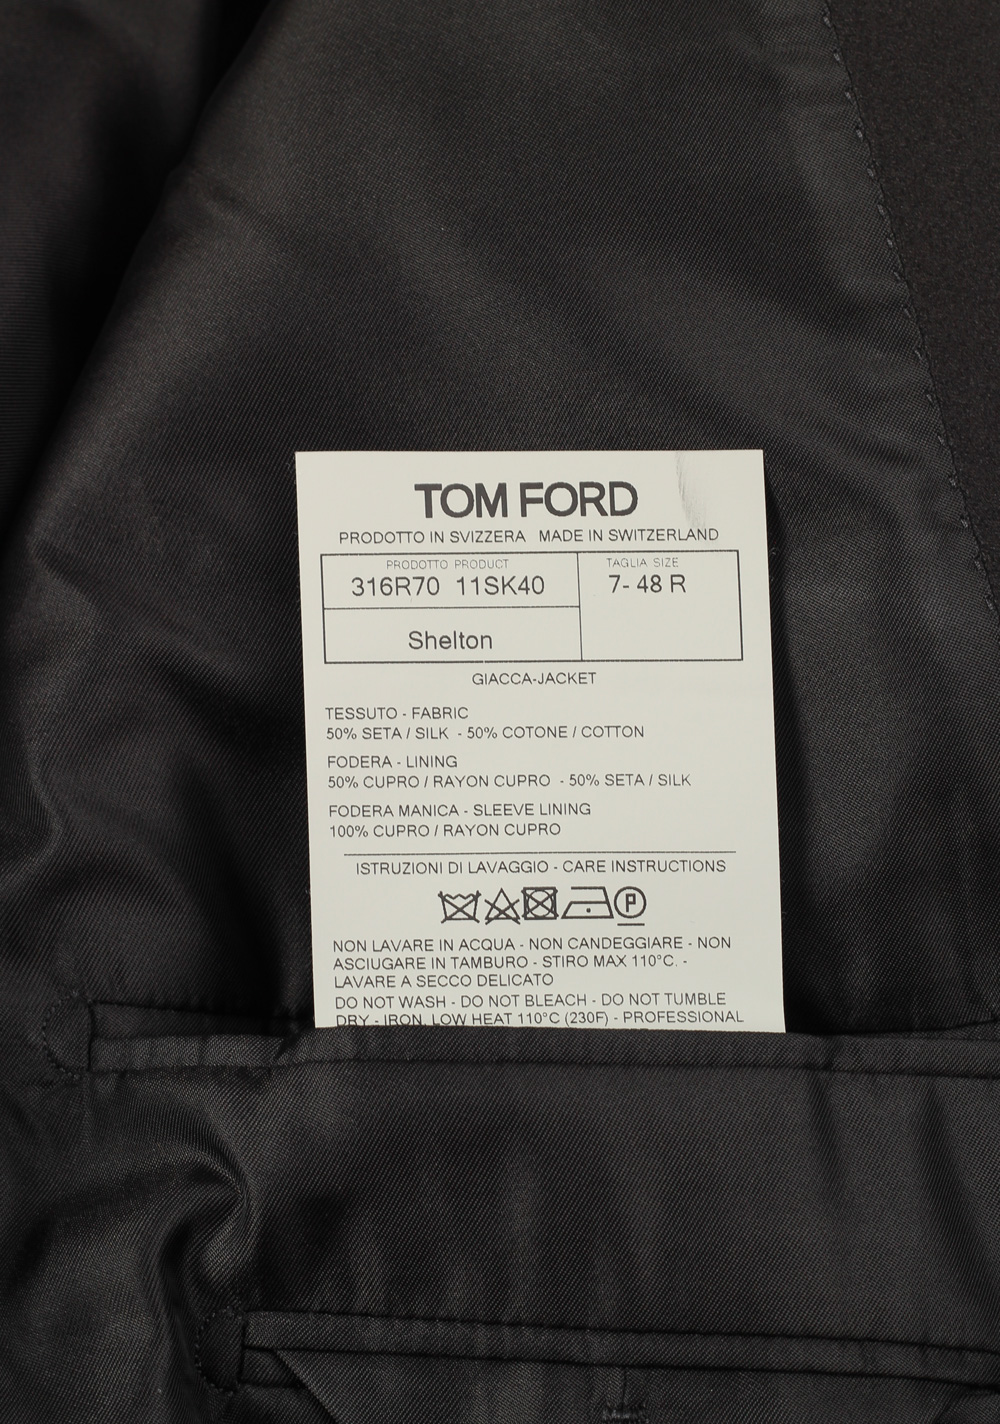 TOM FORD
PRODOTTO IN SVIZZERA MADE IN SWITZERLAND
PRODOTTO PRODUCT TAGLIA SIZE
316R70 11SK40 7- 48 R
Shelton
GIACCA-JACKET
TESSUTO - FABRIC
50% SETA / SILK - 50% COTONE / COTTON
FODERA - LINING
50% CUPRO / RAYON CUPRO - 50% SETA / SILK
FODERA MANICA - SLEEVE LINING
100% CUPRO / RAYON CUPRO
ISTRUZIONI DI LAVAGGIO - CARE INSTRUCTIONS
P
NON LAVARE IN ACQUA - NON CANDEGGIARE - NON
ASCIUGARE IN TAMBURO - STIRO MAX 110°C. -
LAVARE A SECCO DELICATO
DO NOT WASH - DO NOT BLEACH - DO NOT TUMBLE
DRY - IRON, LOW HEAT 110°C (230F) - PROFESSIONAL